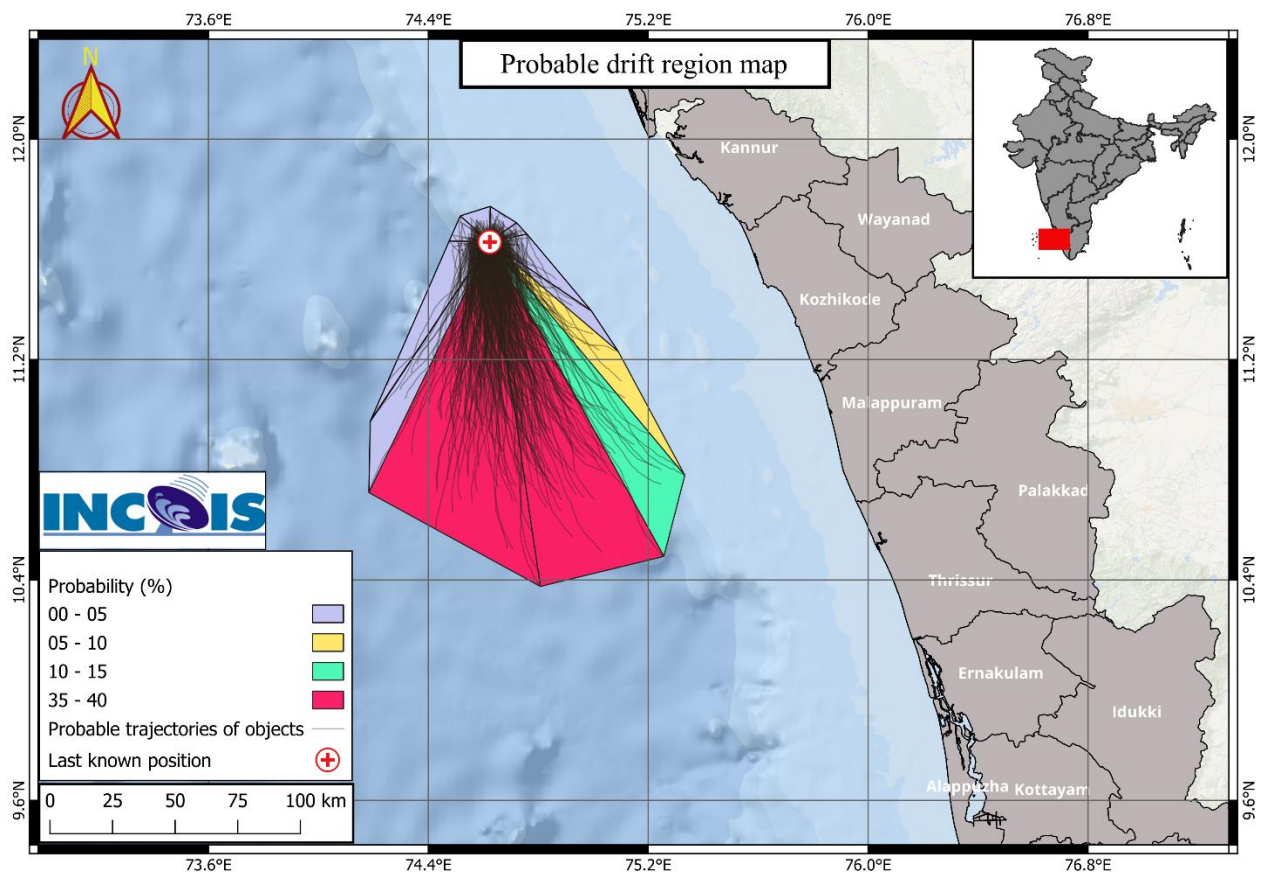 73.6°E 74.4°E 75.2°E 76.0°E 76.8°E
N
Probable drift region map
12.0°N
12.0°N
Kannur
Wayanad
Kozhikode
11.2°N
11.2°N
Malappuram
Palakkad
INCOIS
10.4°N
10.4°N
Thrissur
Ernakulam
Idukki
Alappuzha
Kottayam
9.6°N
9.6°N
Probability (%)
00 - 05
05 - 10
10 - 15
35 - 40
Probable trajectories of objects
Last known position
0 25 50 75 100 km
73.6°E 74.4°E 75.2°E 76.0°E 76.8°E